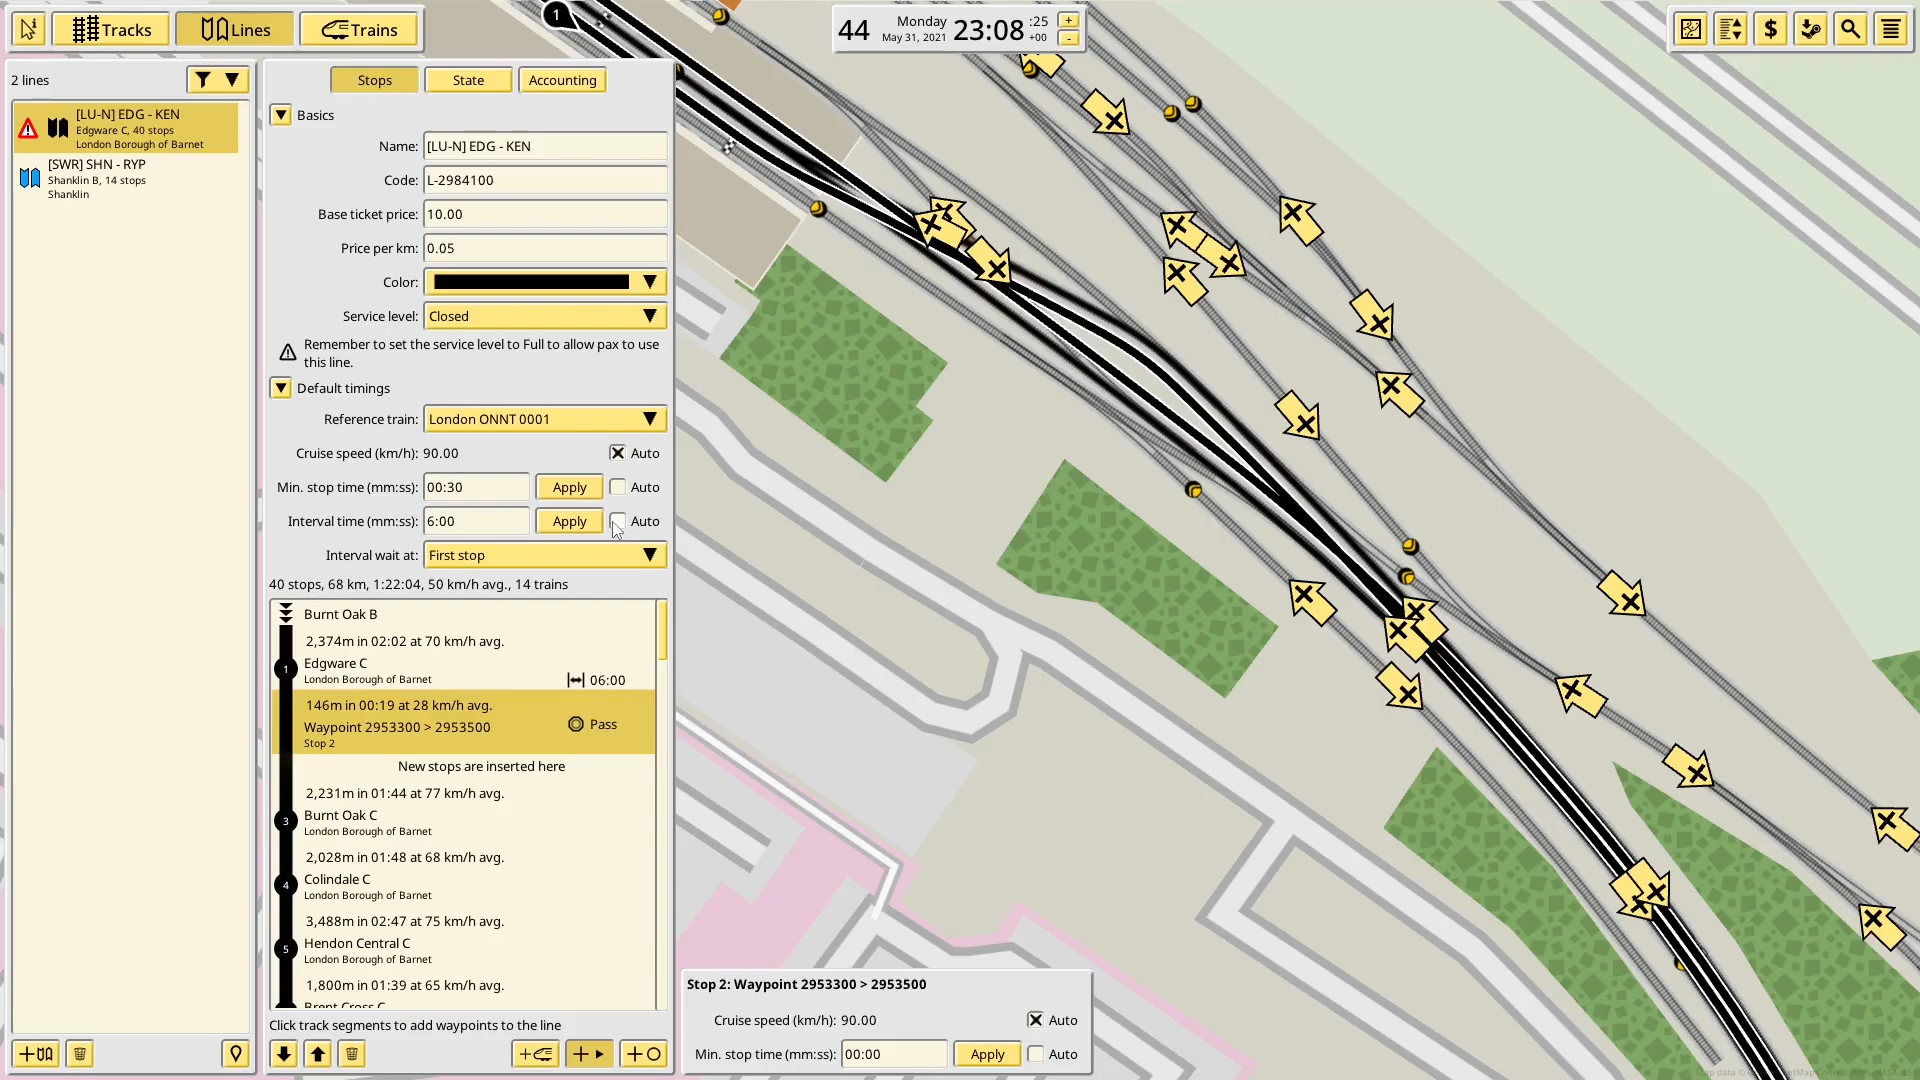 Tracks
Lines
Trains
1
44
Monday
May 31, 2021
23:08
:25
+00
+
-
$
2 lines
[LU-N] EDG - KEN
Edgware C, 40 stops
London Borough of Barnet
[SWR] SHN - RYP
Shanklin B, 14 stops
Shanklin
Stops
State
Accounting
Basics
Name: [LU-N] EDG - KEN
Code: L-2984100
Base ticket price: 10.00
Price per km: 0.05
Color:
Service level: Closed
Remember to set the service level to Full to allow pax to use
this line.
Default timings
Reference train: London ONNT 0001
Cruise speed (km/h): 90.00 Auto
Min. stop time (mm:ss): 00:30 Apply Auto
Interval time (mm:ss): 6:00 Apply Auto
Interval wait at: First stop
40 stops, 68 km, 1:22:04, 50 km/h avg., 14 trains
Burnt Oak B
2,374m in 02:02 at 70 km/h avg.
1 Edgware C
London Borough of Barnet
06:00
146m in 00:19 at 28 km/h avg.
Waypoint 2953300 > 2953500
Pass
Stop 2
New stops are inserted here
2,231m in 01:44 at 77 km/h avg.
3 Burnt Oak C
London Borough of Barnet
2,028m in 01:48 at 68 km/h avg.
4 Colindale C
London Borough of Barnet
3,488m in 02:47 at 75 km/h avg.
5 Hendon Central C
London Borough of Barnet
1,800m in 01:39 at 65 km/h avg.
Brent Cross C
Click track segments to add waypoints to the line
Stop 2: Waypoint 2953300 > 2953500
Cruise speed (km/h): 90.00 Auto
Min. stop time (mm:ss): 00:00 Apply Auto